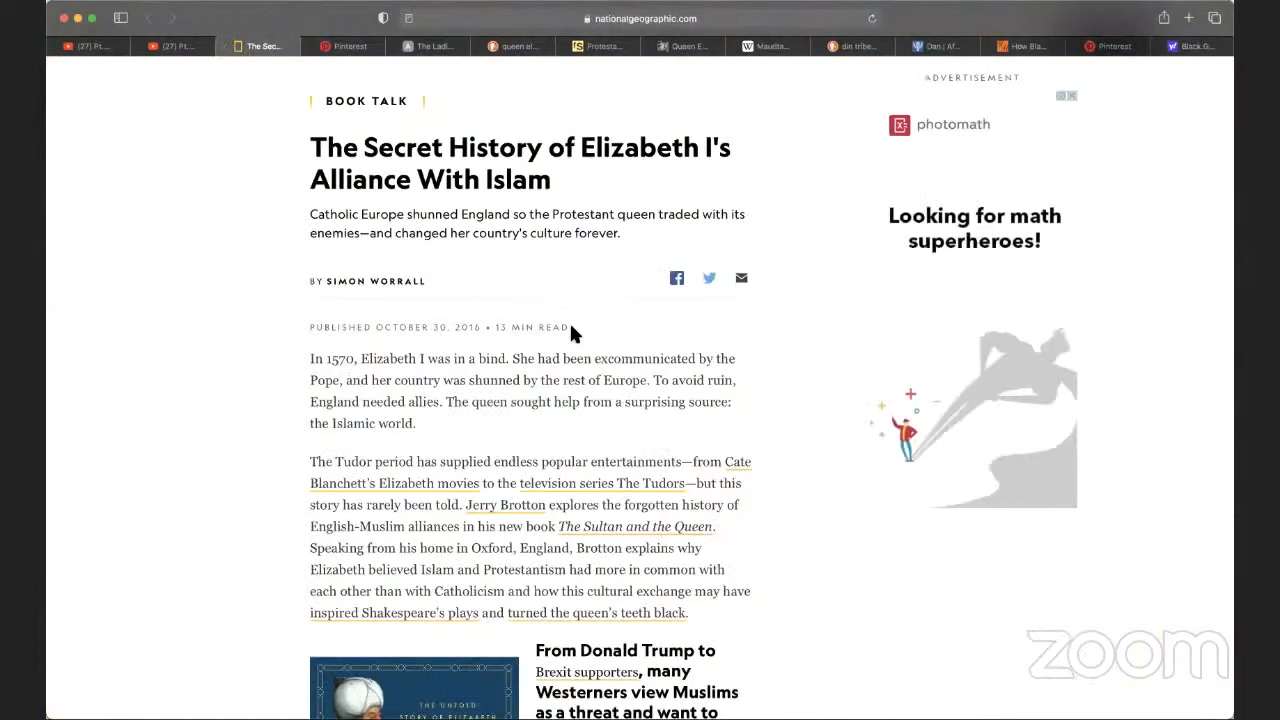 nationalgeographic.com
(27) Pt....
(27) Pt....
The Sec...
Pinterest
The Ladi...
queen el...
Protesta...
Queen E...
Maudita...
din tribe...
Dan | Af...
How Bla...
Pinterest
Black.G...
ADVERTISEMENT
BOOK TALK
photomath
The Secret History of Elizabeth I's
Alliance With Islam
Catholic Europe shunned England so the Protestant queen traded with its
enemies—and changed her country's culture forever.
Looking for math
superheroes!
BY SIMON WORRALL
PUBLISHED OCTOBER 30, 2016 • 13 MIN READ
In 1570, Elizabeth I was in a bind. She had been excommunicated by the
Pope, and her country was shunned by the rest of Europe. To avoid ruin,
England needed allies. The queen sought help from a surprising source:
the Islamic world.
The Tudor period has supplied endless popular entertainments—from Cate
Blanchett's Elizabeth movies to the television series The Tudors—but this
story has rarely been told. Jerry Brotton explores the forgotten history of
English-Muslim alliances in his new book The Sultan and the Queen.
Speaking from his home in Oxford, England, Brotton explains why
Elizabeth believed Islam and Protestantism had more in common with
each other than with Catholicism and how this cultural exchange may have
inspired Shakespeare's plays and turned the queen's teeth black.
From Donald Trump to
Brexit supporters, many
Westerners view Muslims
as a threat and want to
THE UNTOLD
STORY OF ELIZABETH
zoom